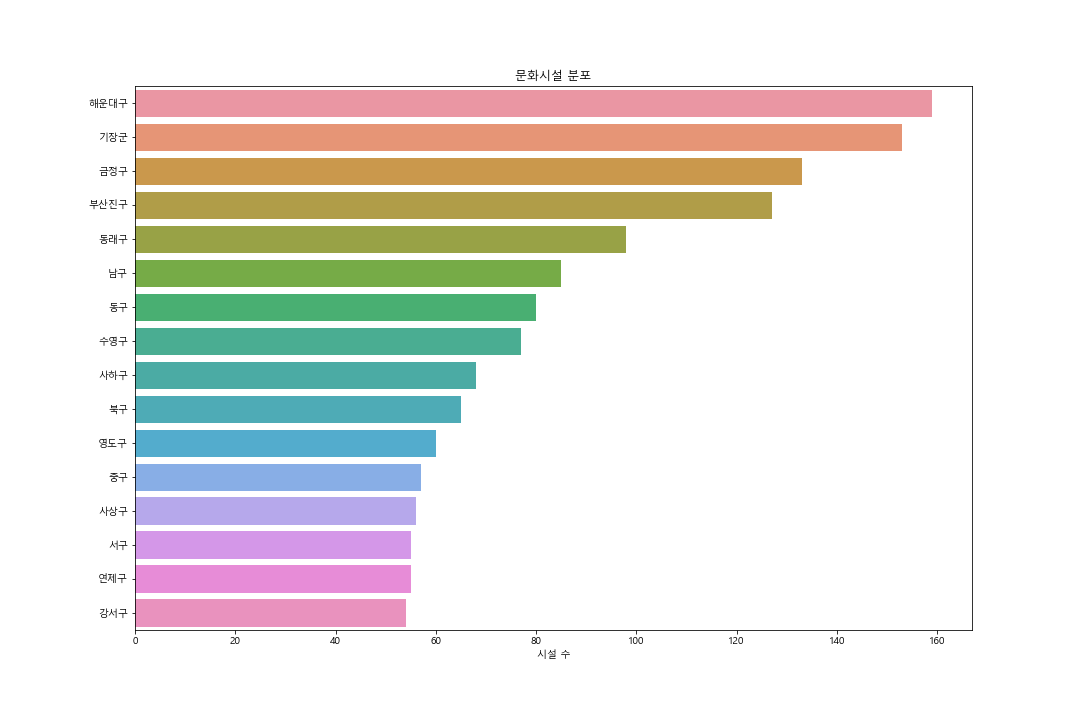 문화시설 분포
해운대구
기장군
금정구
부산진구
동래구
남구
동구
수영구
사하구
북구
영도구
중구
사상구
서구
연제구
강서구
0 20 40 60 80 100 120 140 160
시설 수